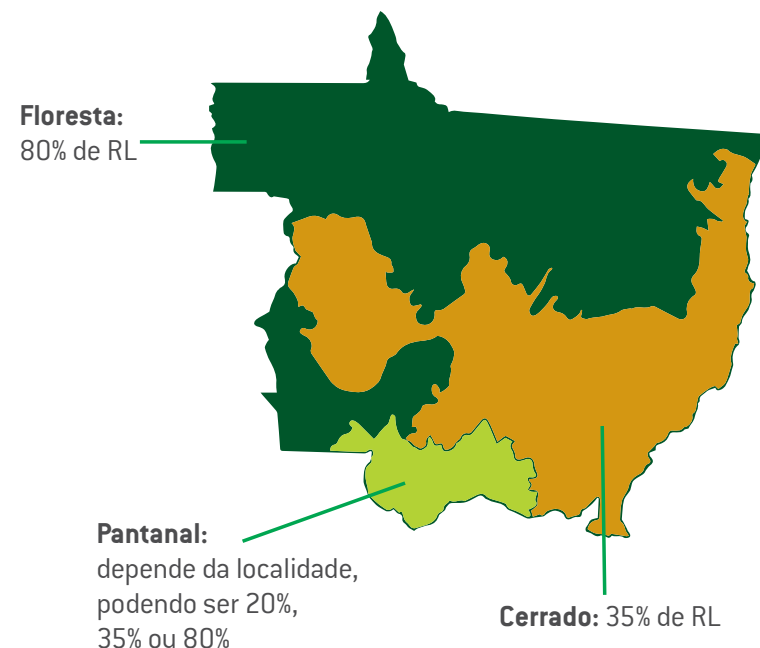 Floresta:
80% de RL
Pantanal:
depende da localidade,
podendo ser 20%,
35% ou 80%
Cerrado: 35% de RL